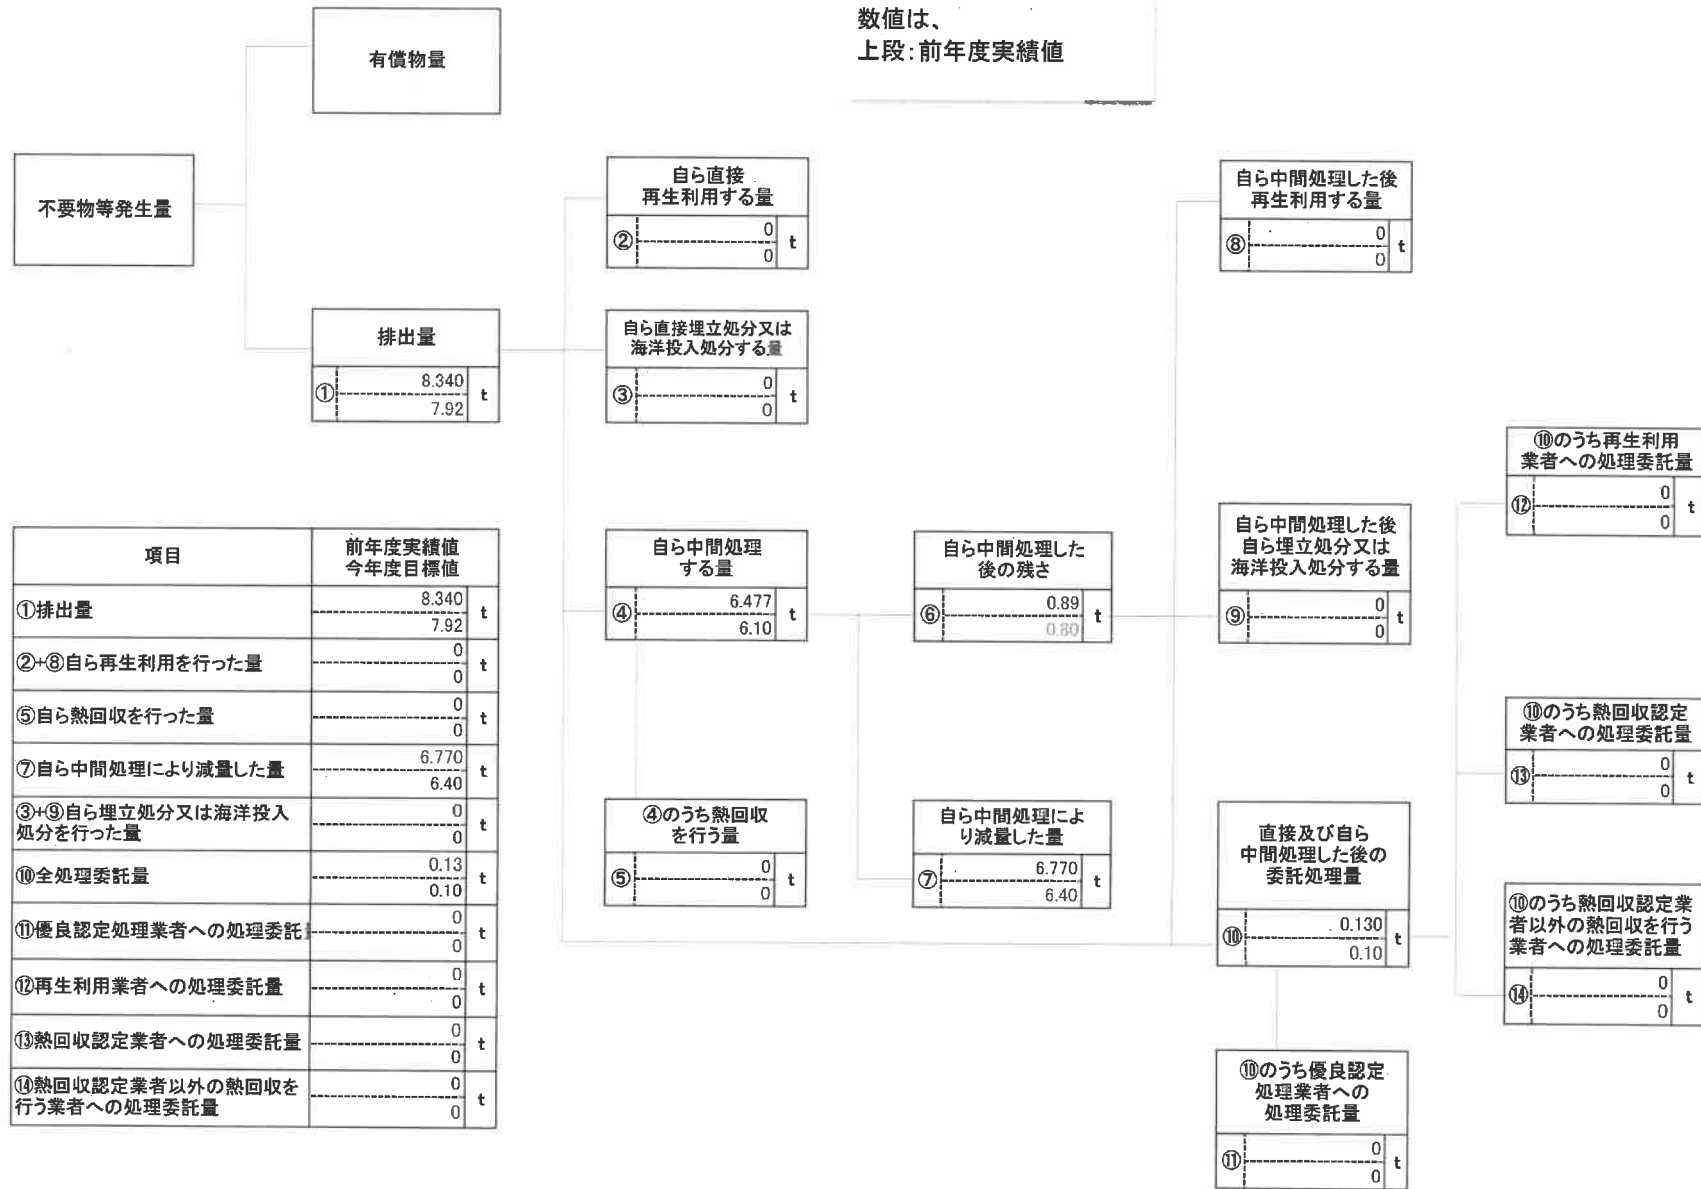 数値は、
上段:前年度実績値
有償物量
不要物等発生量
排出量
① 8.340 t
7.92
自ら直接
再生利用する量
② 0 t
0
自ら直接埋立処分又は
海洋投入処分する量
③ 0 t
0
自ら中間処理
する量
④ 6.477 t
6.10
④のうち熱回収
を行う量
⑤ 0 t
0
自ら中間処理した
後の残さ
⑥ 0.89 t
0.80
自ら中間処理によ
り減量した量
⑦ 6.770 t
6.40
自ら中間処理した後
再生利用する量
⑧ 0 t
0
自ら中間処理した後
自ら埋立処分又は
海洋投入処分する量
⑨ 0 t
0
直接及び自ら
中間処理した後の
委託処理量
⑩ 0.130 t
0.10
⑩のうち優良認定
処理業者への
処理委託量
⑪ 0 t
0
⑩のうち再生利用
業者への処理委託量
⑫ 0 t
0
⑩のうち熱回収認定
業者への処理委託量
⑬ 0 t
0
⑩のうち熱回収認定業
者以外の熱回収を行う
業者への処理委託量
⑭ 0 t
0
項目 前年度実績値
今年度目標値
①排出量 8.340 t
7.92
②+⑧自ら再生利用を行った量 0 t
0
⑤自ら熱回収を行った量 0 t
0
⑦自ら中間処理により減量した量 6.770 t
6.40
③+⑨自ら埋立処分又は海洋投入
処分を行った量 0 t
0
⑩全処理委託量 0.13 t
0.10
⑪優良認定処理業者への処理委託 0 t
0
⑫再生利用業者への処理委託量 0 t
0
⑬熱回収認定業者への処理委託量 0 t
0
⑭熱回収認定業者以外の熱回収を
行う業者への処理委託量 0 t
0